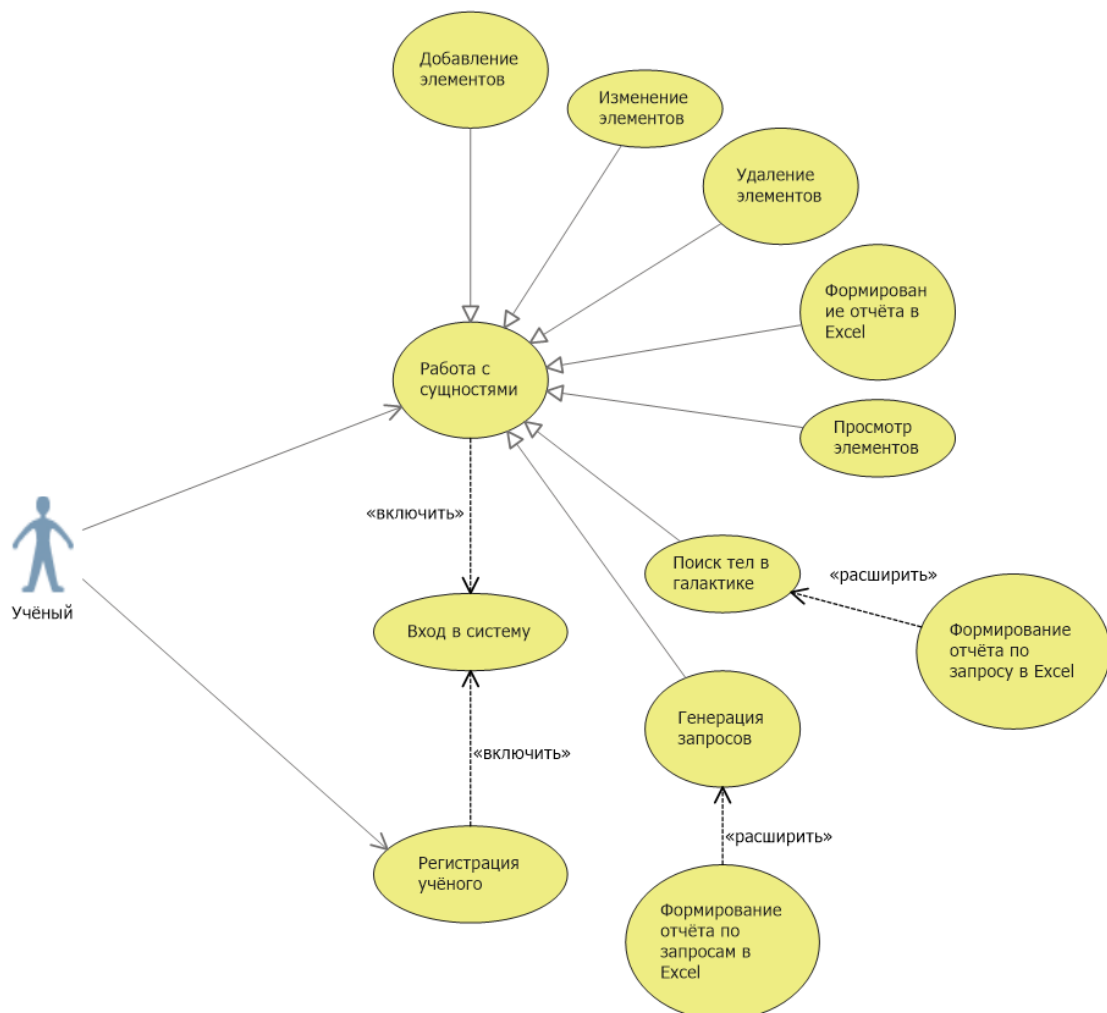 Добавление
элементов
Изменение
элементов
Удаление
элементов
Формирован
ие отчёта в
Excel
Работа с
сущностями
Просмотр
элементов
«включить»
Поиск тел в
галактике
«расширить»
Учёный
Вход в систему
Формирование
отчёта по
запросу в Excel
Генерация
запросов
«включить»
«расширить»
Регистрация
учёного
Формирование
отчёта по
запросам в
Excel